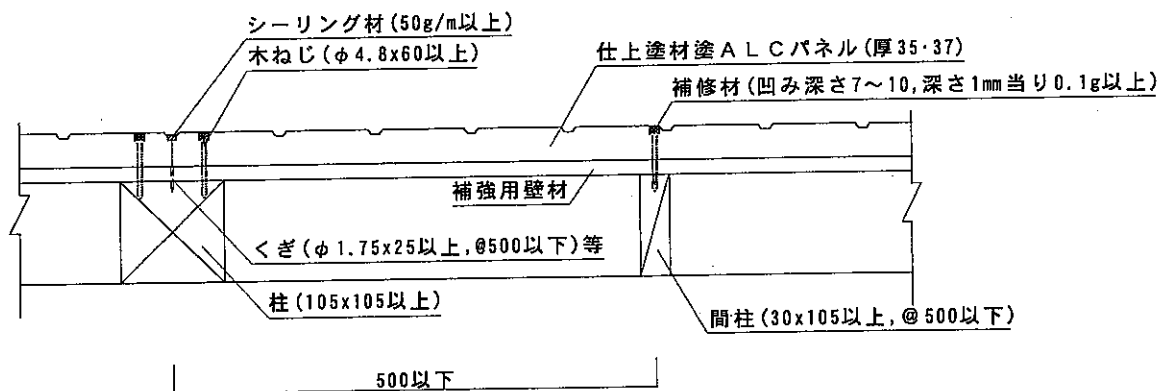 シーリング材(50g/m以上)
木ねじ(φ4.8x60以上)
仕上塗材塗ALCパネル(厚35・37)
補修材(凹み深さ7～10,深さ1mm当り0.1g以上)
補強用壁材
くぎ(φ1.75x25以上,@500以下)等
柱(105x105以上)
間柱(30x105以上,@500以下)
500以下